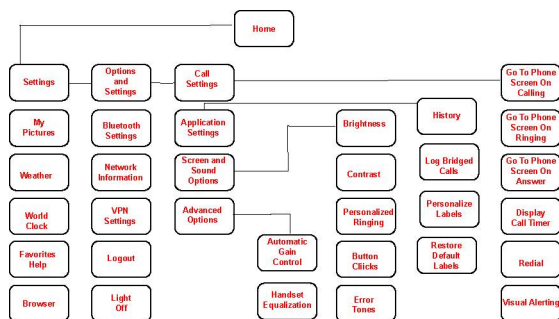 Home
Settings
Options
and
Settings
Call
Settings
Go To Phone
Screen On
Calling
My
Pictures
Bluetooth
Settings
Application
Settings
Brightness
History
Go To Phone
Screen On
Ringing
Weather
Network
Information
Screen and
Sound
Options
Contrast
Log Bridged
Calls
Go To Phone
Screen On
Answer
World
Clock
VPN
Settings
Advanced
Options
Personalized
Ringing
Personalize
Labels
Display
Call Timer
Favorites
Help
Logout
Automatic
Gain
Control
Button
Cliicks
Restore
Default
Labels
Redial
Browser
Light
Off
Handset
Equalization
Error
Tones
Visual Alerting